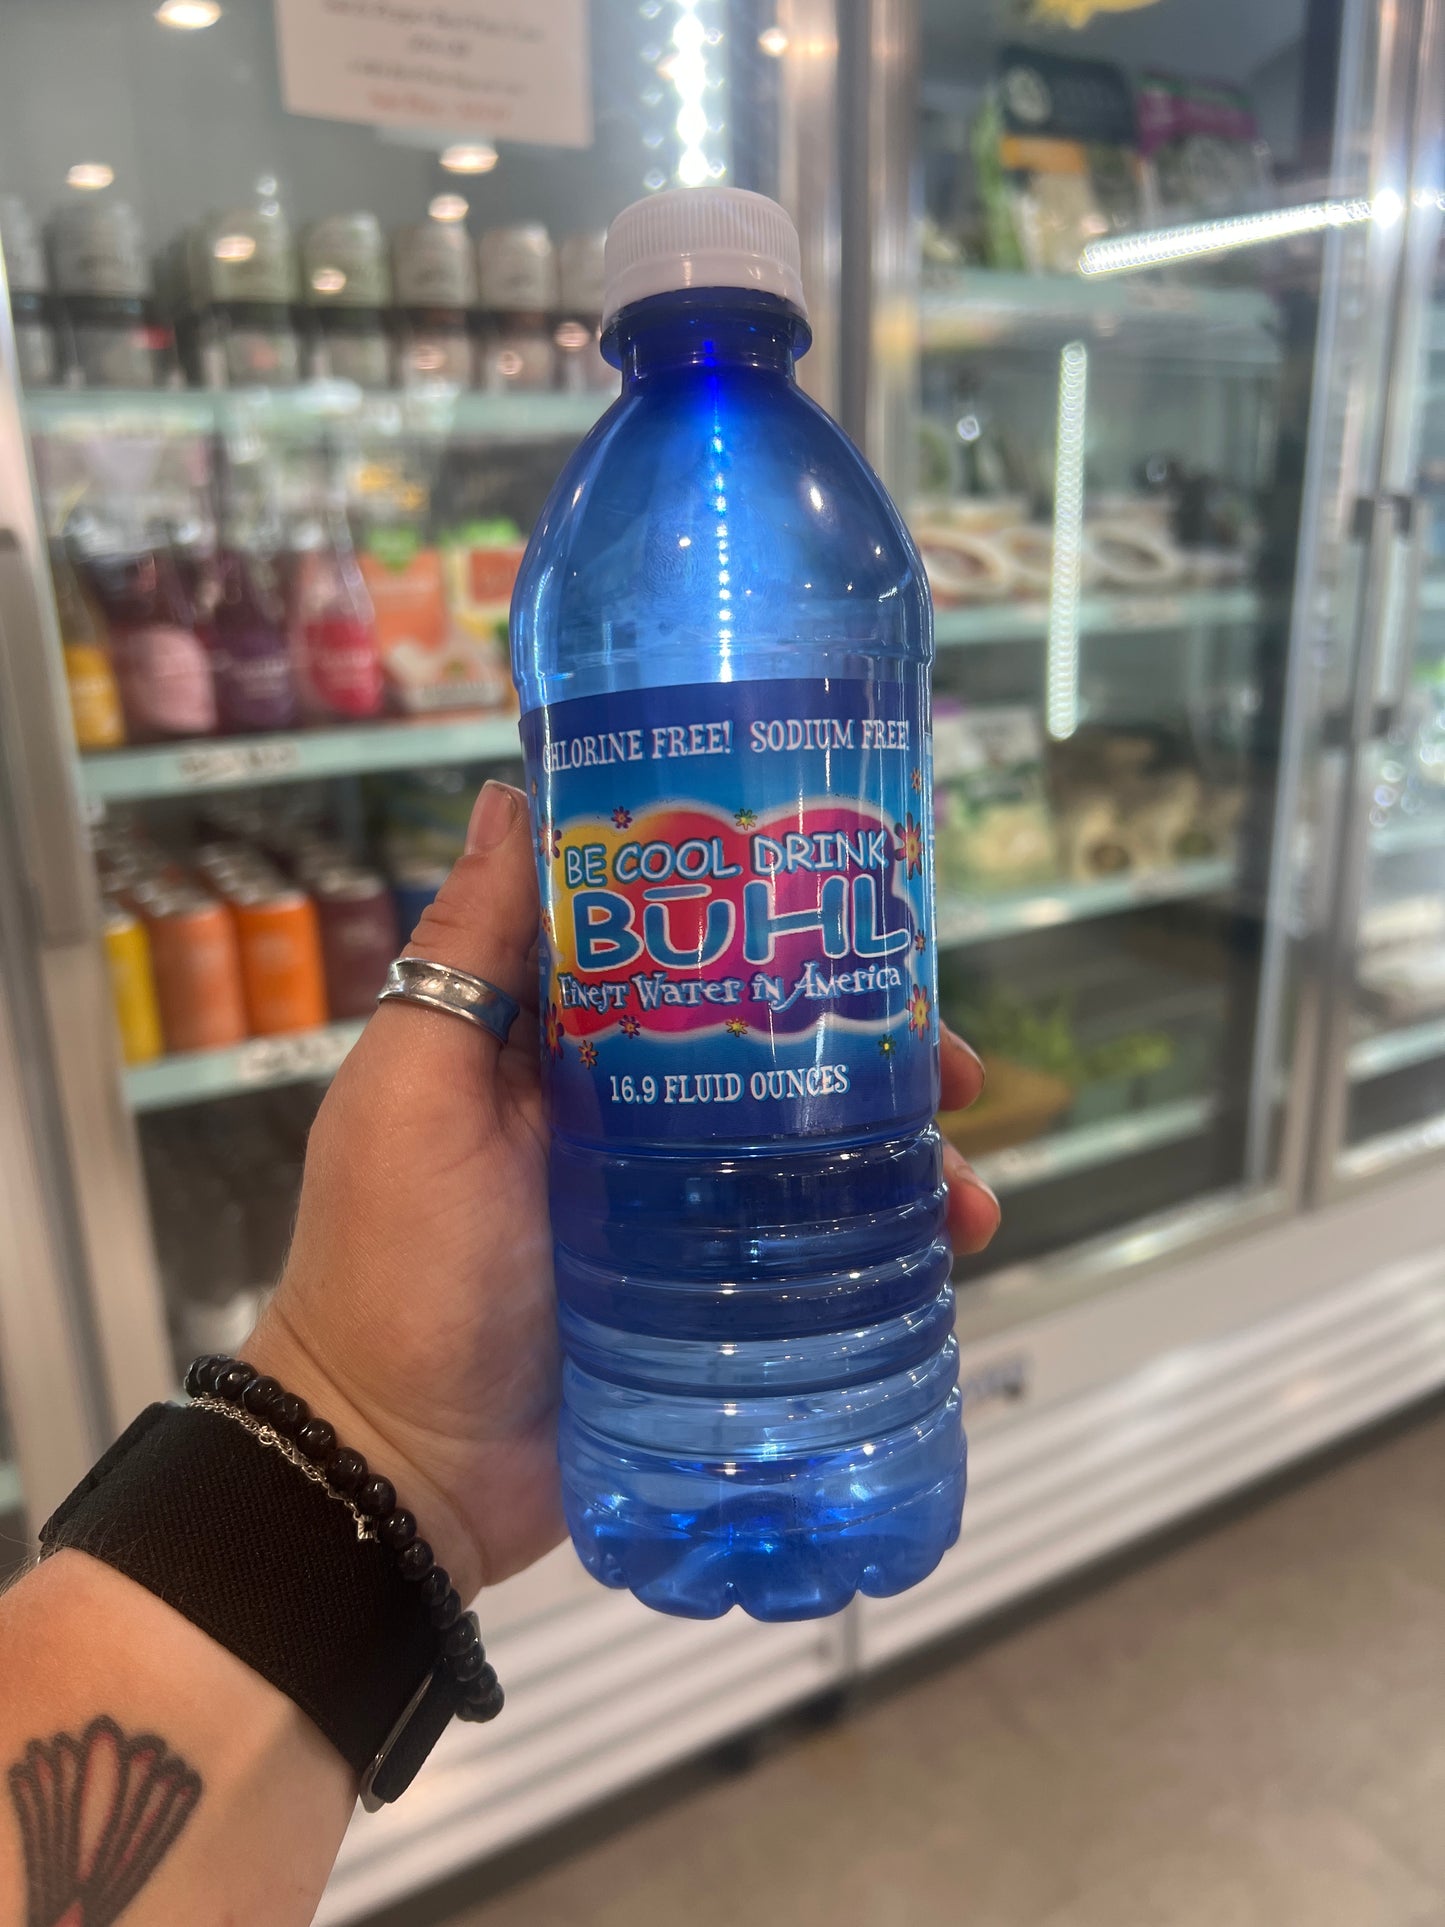 CHLORINE FREE! SODIUM FREE!
BE COOL DRINK
BŪHL
FINEST WATER IN AMERICA
16.9 FLUID OUNCES